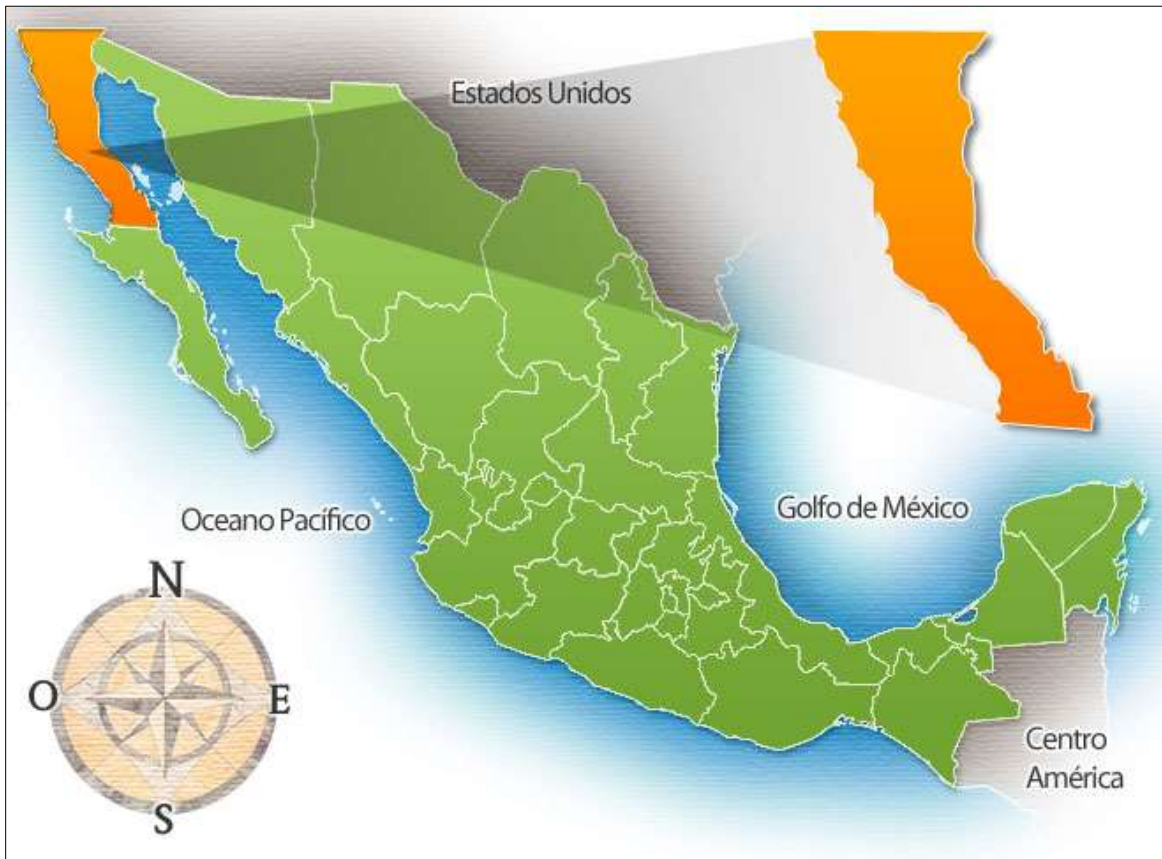 Estados Unidos
Golfo de México
Oceano Pacífico
N
O
E
S
Centro
América